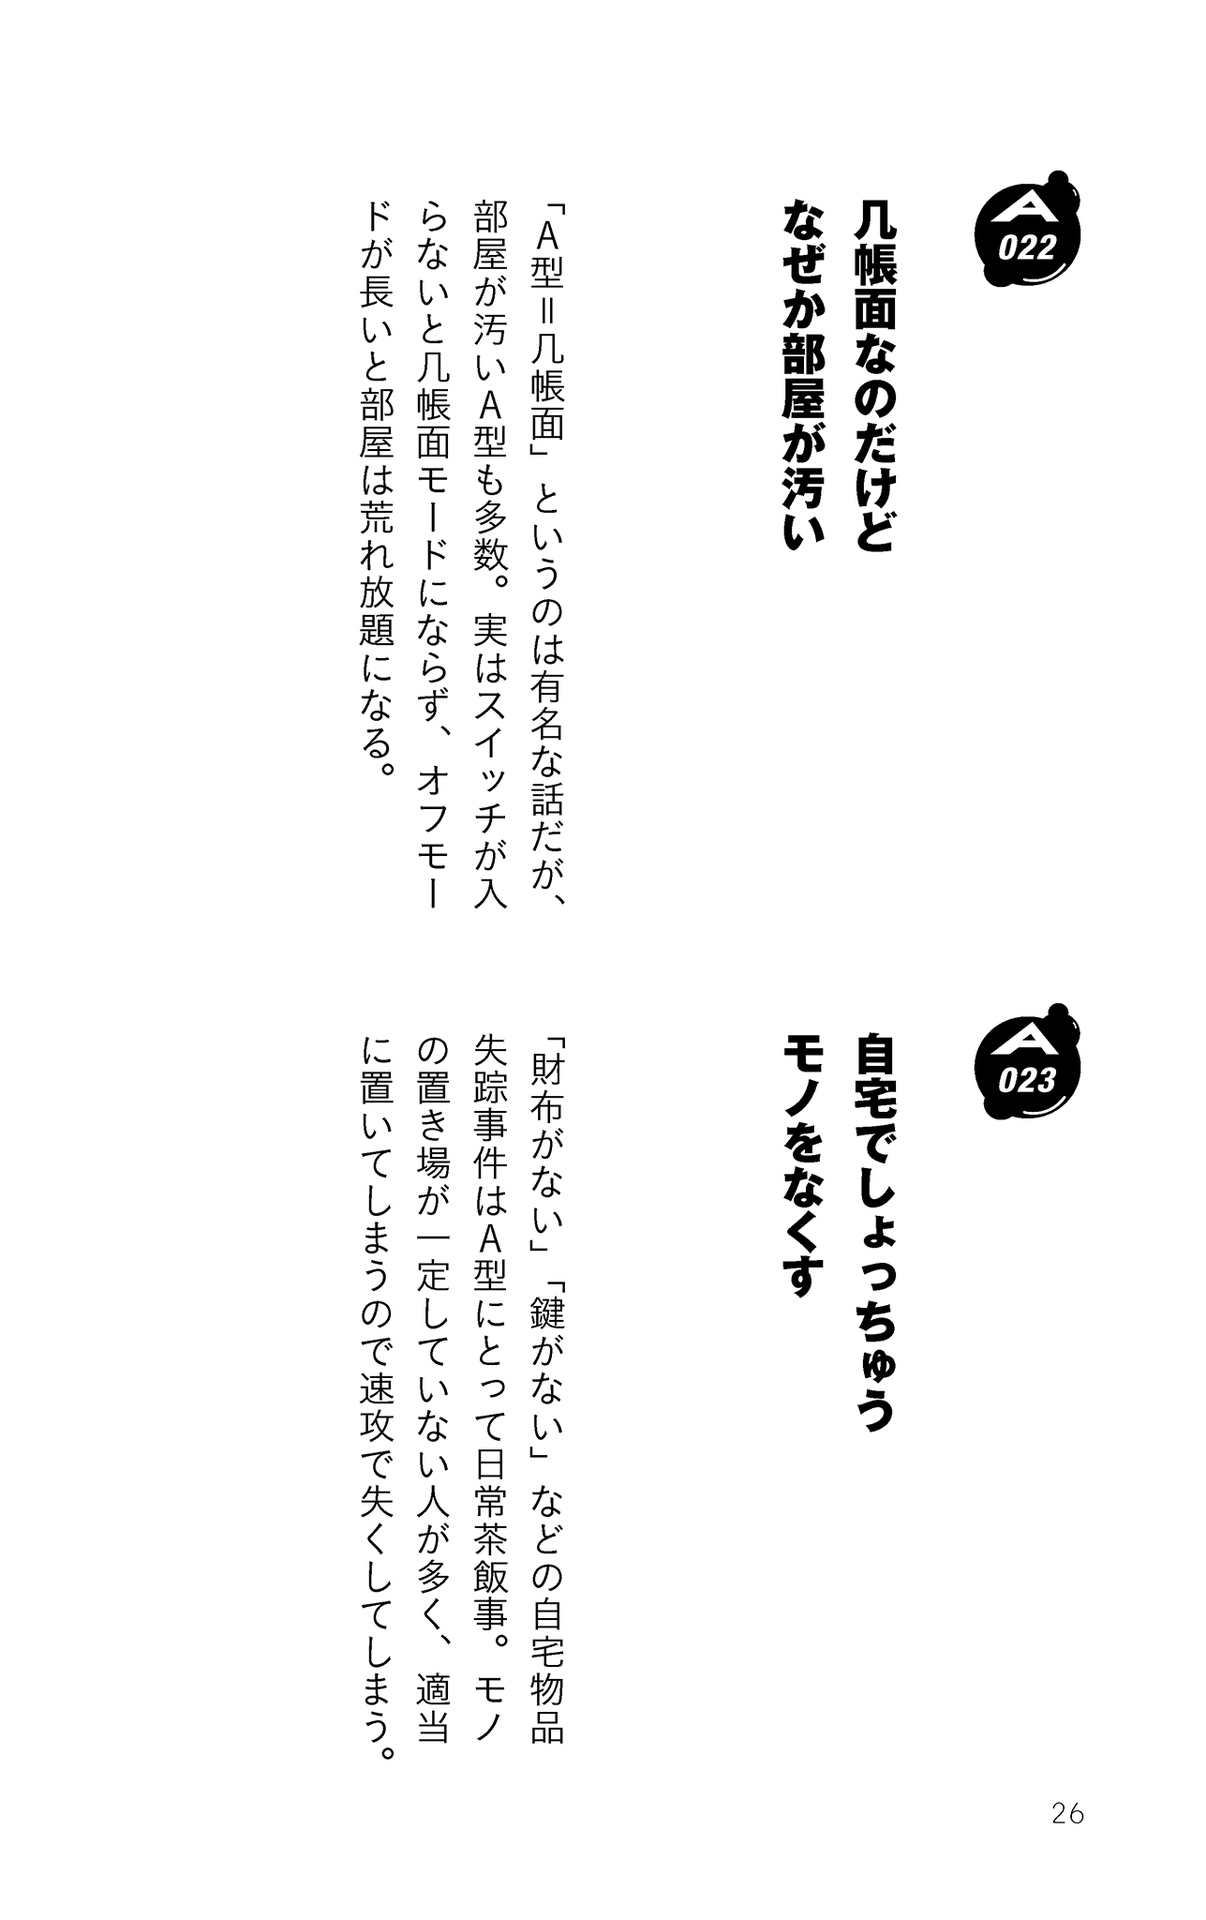 A
022
几帳面なのだけど
なぜか部屋が汚い
「A型＝几帳面」というのは有名な話だが、
部屋が汚いA型も多数。実はスイッチが入
らないと几帳面モードにならず、オフモー
ドが長いと部屋は荒れ放題になる。
A
023
自宅でしょっちゅう
モノをなくす
「財布がない」「鍵がない」などの自宅物品
失踪事件はA型にとって日常茶飯事。モノ
の置き場が一定していない人が多く、適当
に置いてしまうので速攻で失くしてしまう。
26